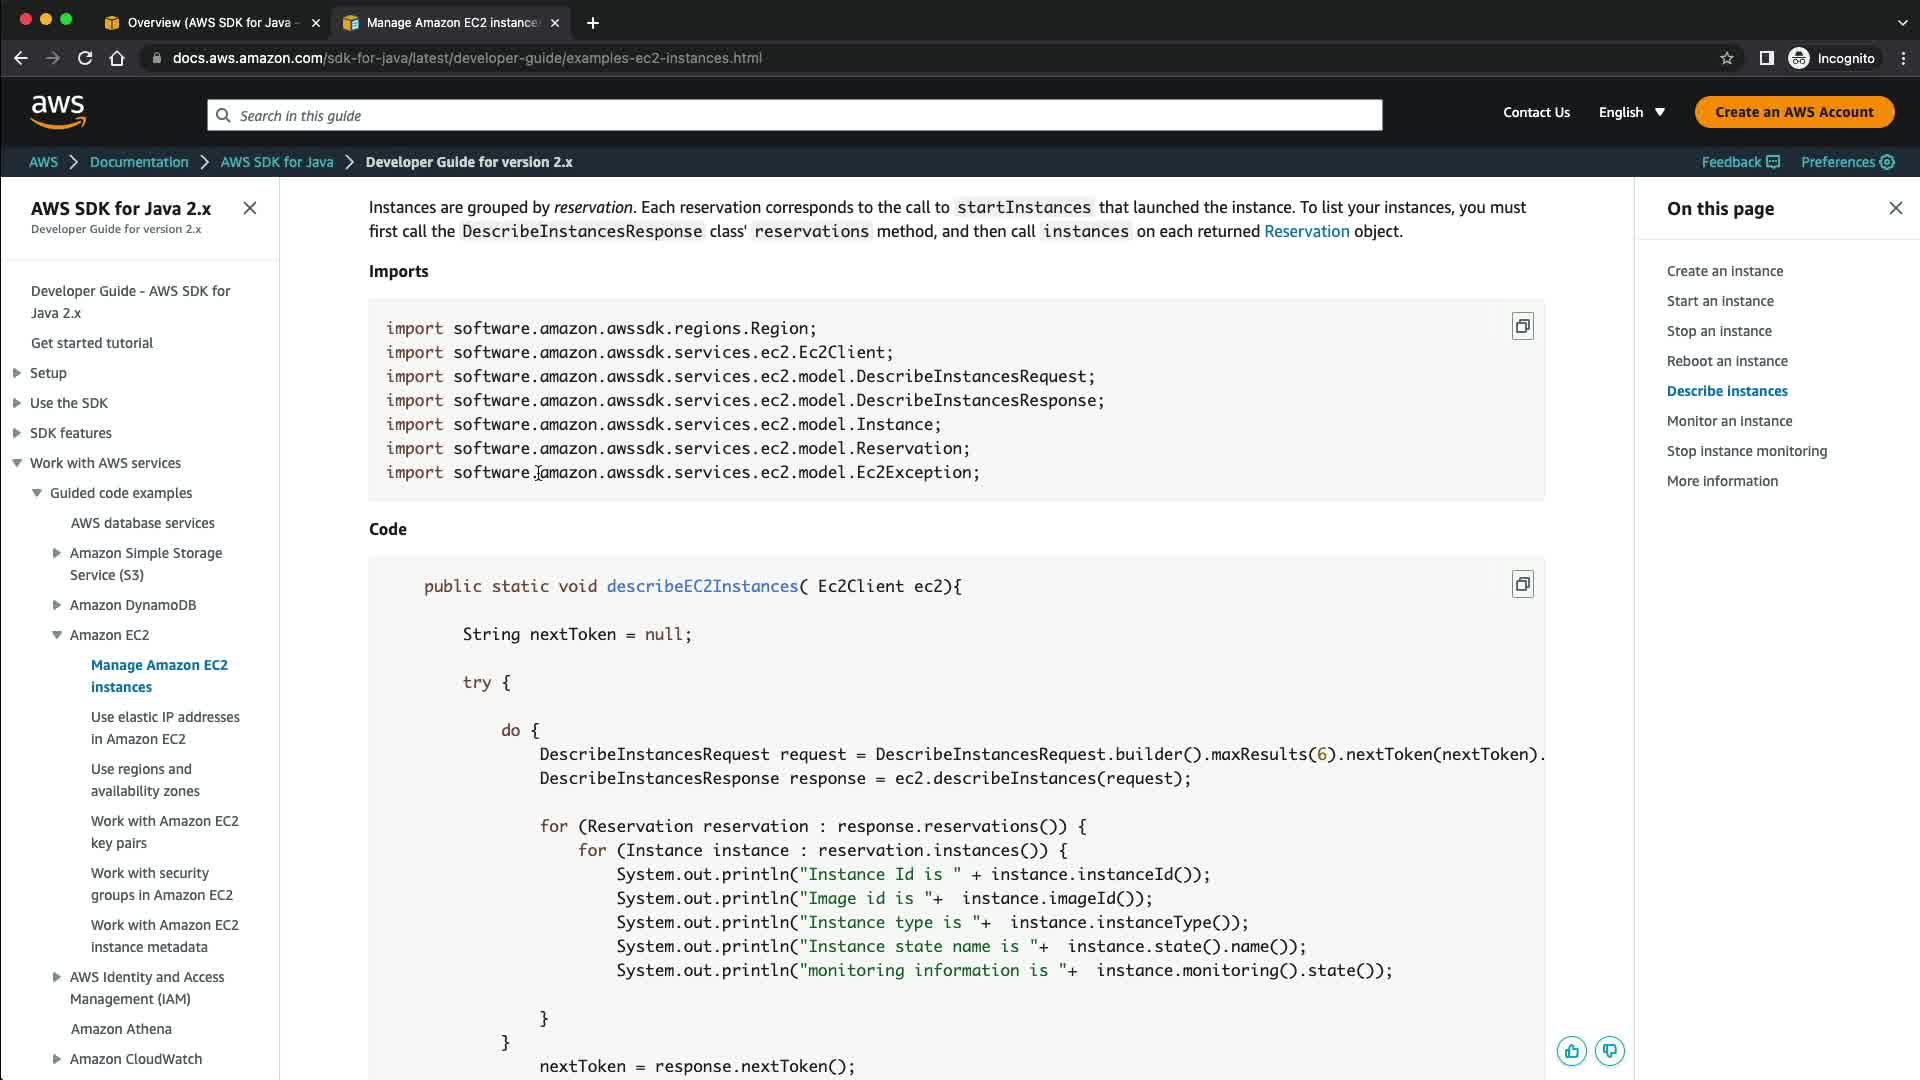 Overview (AWS SDK for Java -
Manage Amazon EC2 instance
docs.aws.amazon.com/sdk-for-java/latest/developer-guide/examples-ec2-instances.html
Incognito
aws
Search in this guide
Contact Us
English
Create an AWS Account
AWS
Documentation
AWS SDK for Java
Developer Guide for version 2.x
Feedback
Preferences
AWS SDK for Java 2.x
Developer Guide for version 2.x
Developer Guide - AWS SDK for
Java 2.x
Get started tutorial
Setup
Use the SDK
SDK features
Work with AWS services
Guided code examples
AWS database services
Amazon Simple Storage
Service (S3)
Amazon DynamoDB
Amazon EC2
Manage Amazon EC2
instances
Use elastic IP addresses
in Amazon EC2
Use regions and
availability zones
Work with Amazon EC2
key pairs
Work with security
groups in Amazon EC2
Work with Amazon EC2
instance metadata
AWS Identity and Access
Management (IAM)
Amazon Athena
Amazon CloudWatch
Instances are grouped by reservation. Each reservation corresponds to the call to startInstances that launched the instance. To list your instances, you must
first call the DescribeInstancesResponse class' reservations method, and then call instances on each returned Reservation object.
Imports
import software.amazon.awssdk.regions.Region;
import software.amazon.awssdk.services.ec2.Ec2Client;
import software.amazon.awssdk.services.ec2.model.DescribeInstancesRequest;
import software.amazon.awssdk.services.ec2.model.DescribeInstancesResponse;
import software.amazon.awssdk.services.ec2.model.Instance;
import software.amazon.awssdk.services.ec2.model.Reservation;
import software.amazon.awssdk.services.ec2.model.Ec2Exception;
Code
public static void describeEC2Instances( Ec2Client ec2){
String nextToken = null;
try {
do {
DescribeInstancesRequest request = DescribeInstancesRequest.builder().maxResults(6).nextToken(nextToken).
DescribeInstancesResponse response = ec2.describeInstances(request);
for (Reservation reservation : response.reservations()) {
for (Instance instance : reservation.instances()) {
System.out.println("Instance Id is " + instance.instanceId());
System.out.println("Image id is "+  instance.imageId());
System.out.println("Instance type is "+  instance.instanceType());
System.out.println("Instance state name is "+  instance.state().name());
System.out.println("monitoring information is "+  instance.monitoring().state());
}
}
nextToken = response.nextToken();
On this page
Create an instance
Start an instance
Stop an instance
Reboot an instance
Describe instances
Monitor an instance
Stop instance monitoring
More information